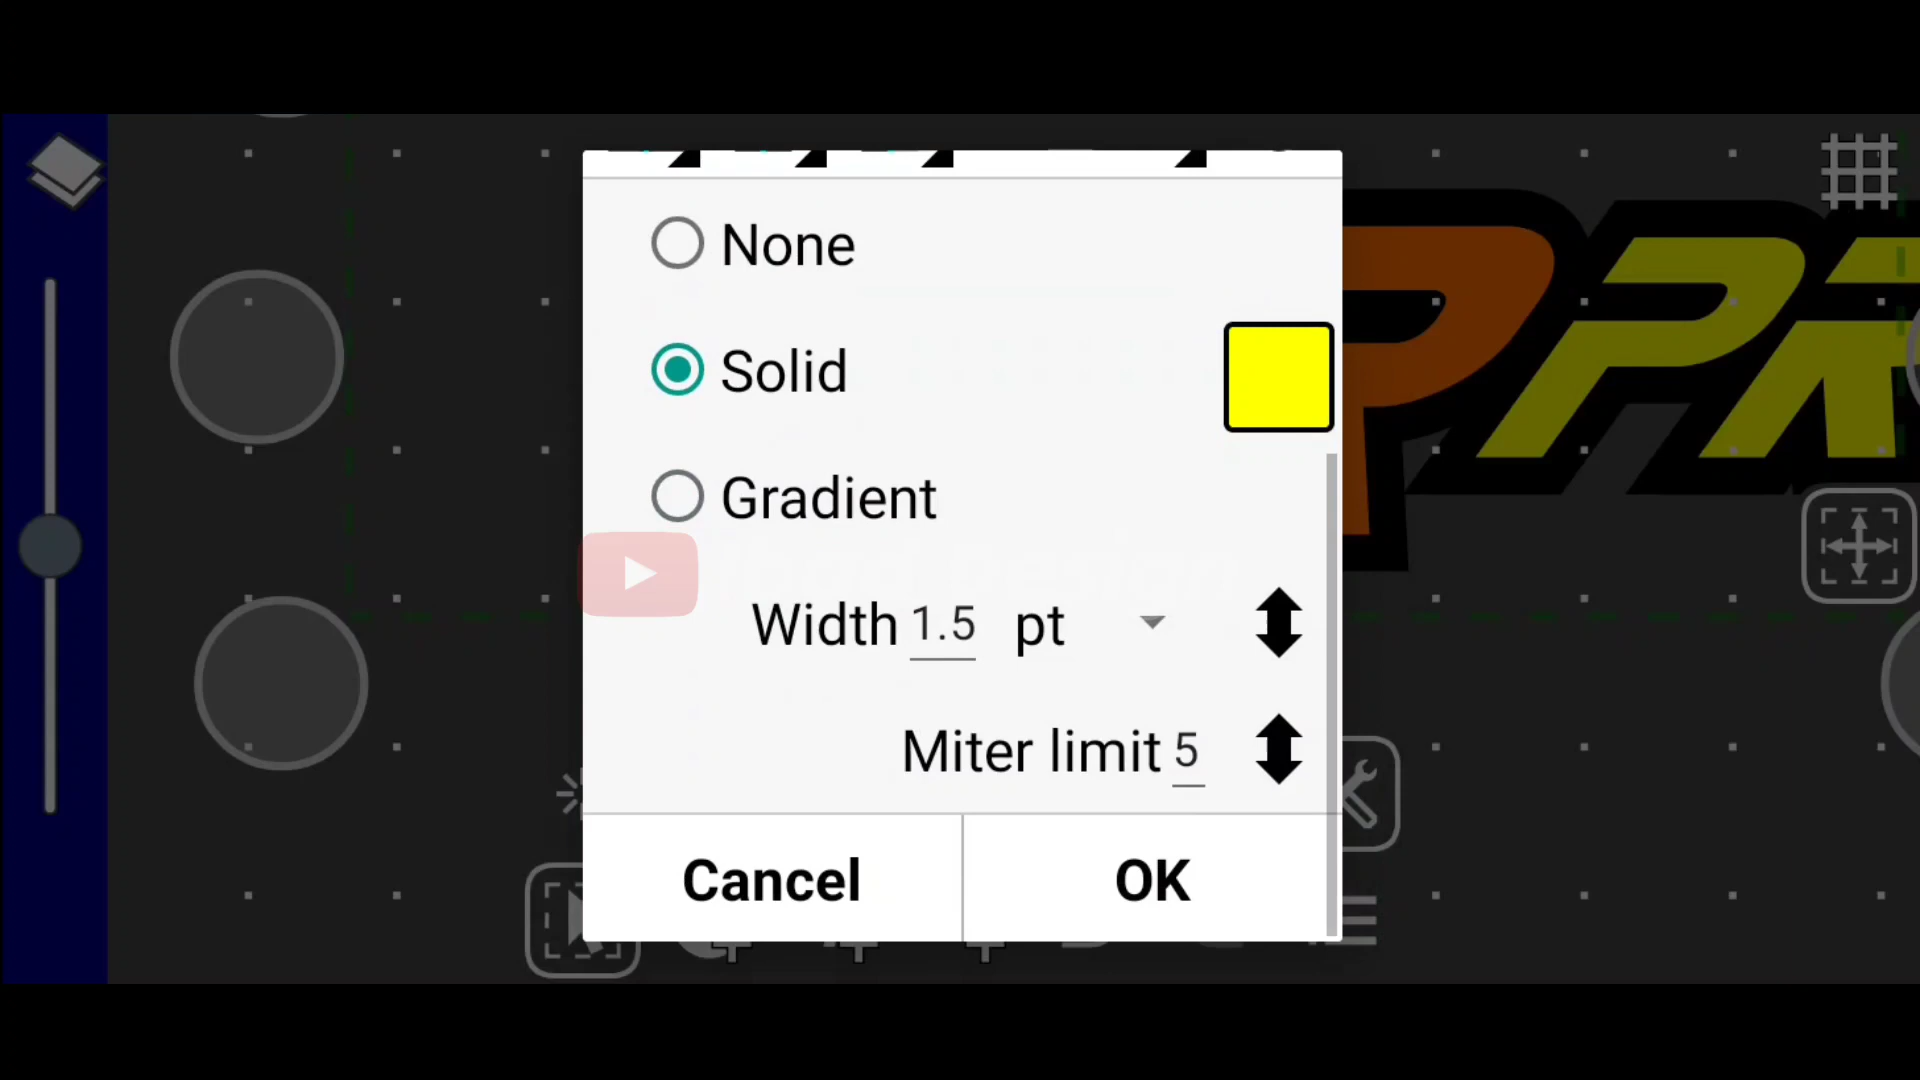 None
Solid
Gradient
Width 1.5 pt
Miter limit 5
Cancel OK